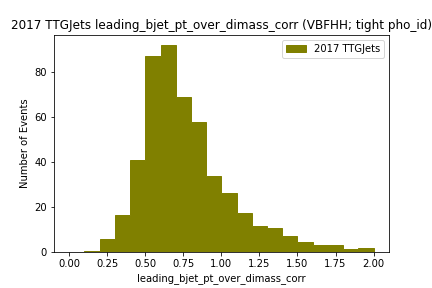 2017 TTGJets leading_bjet_pt_over_dimass_corr (VBFHH; tight pho_id)
2017 TTGJets
Number of Events
80
60
40
20
0
0.00 0.25 0.50 0.75 1.00 1.25 1.50 1.75 2.00
leading_bjet_pt_over_dimass_corr